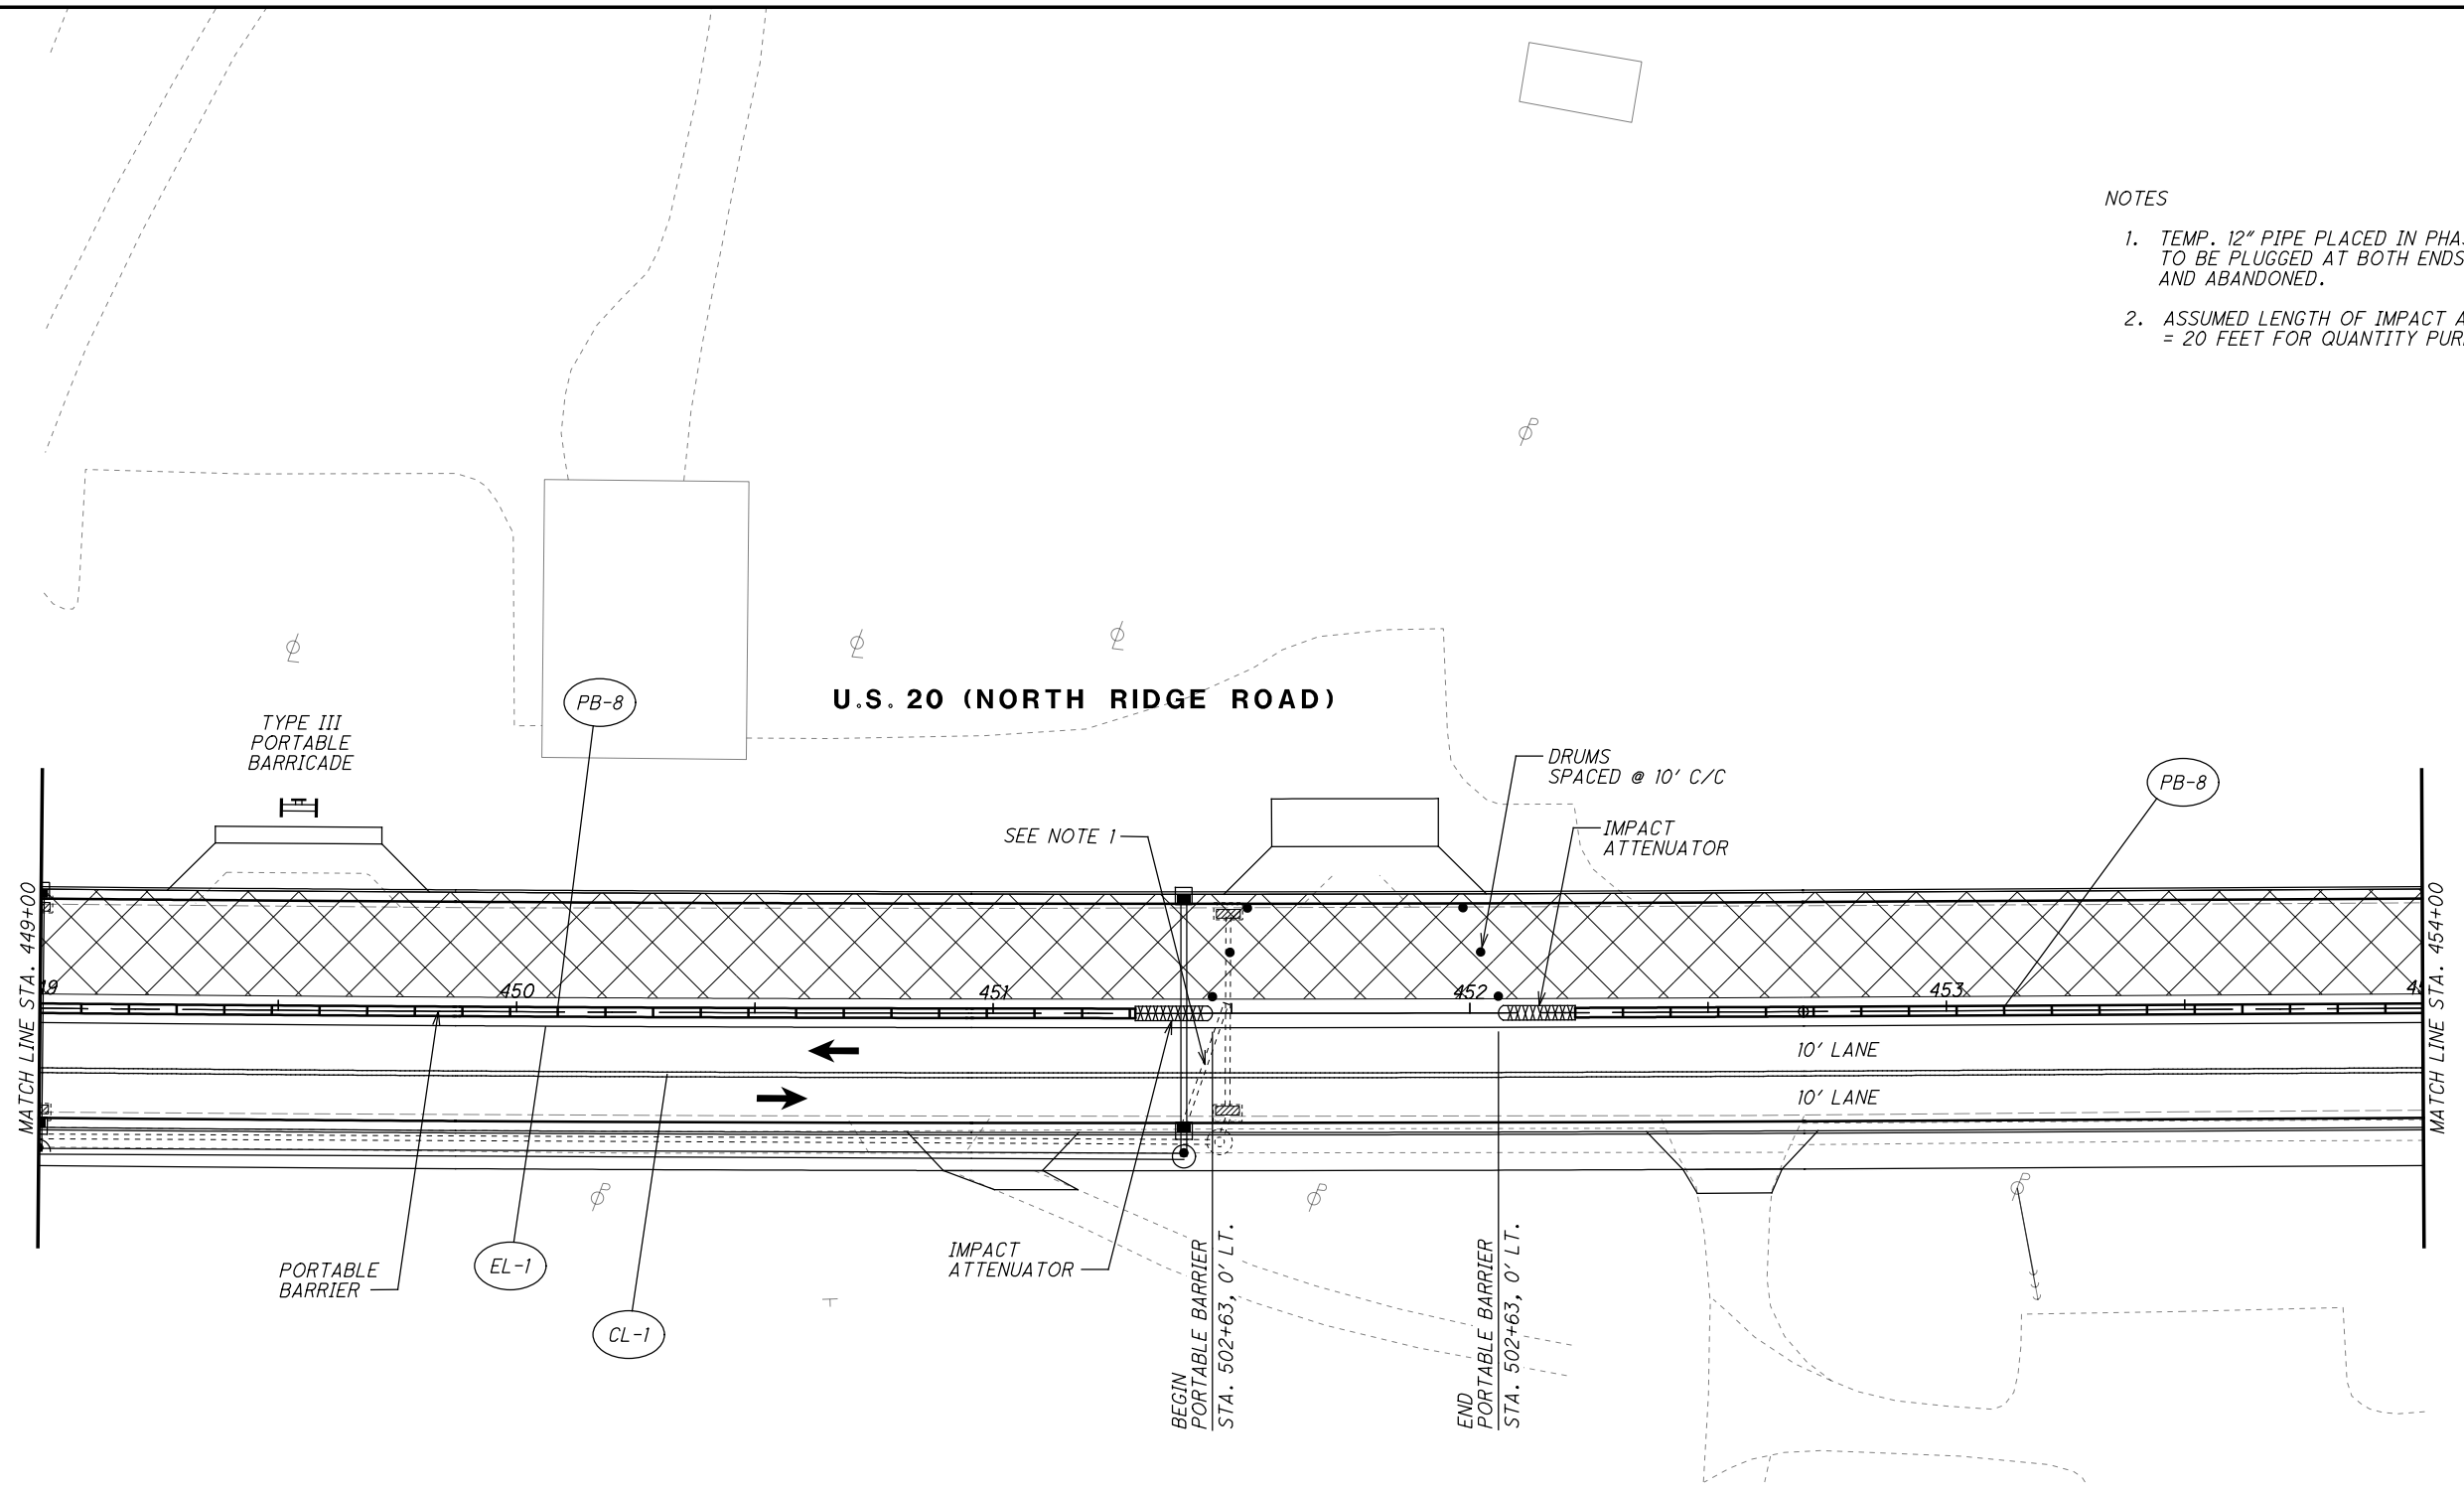 NOTES
1. TEMP. 12" PIPE PLACED IN
TO BE PLUGGED AT BOTH ENDS
AND ABANDONED.
2. ASSUMED LENGTH OF IMPACT
= 20 FEET FOR QUANTITY
U.S. 20 (NORTH RIDGE ROAD)
PB-8
TYPE III
PORTABLE
BARRICADE
DRUMS
SPACED @ 10' C/C
PB-8
SEE NOTE 1
IMPACT
ATTENUATOR
MATCH LINE STA. 449+00
450
451
452
453
MATCH LINE STA. 454+00
10' LANE
10' LANE
PORTABLE
BARRIER
EL-1
CL-1
IMPACT
ATTENUATOR
BEGIN
PORTABLE BARRIER
STA. 502+63, 0' LT.
END
PORTABLE BARRIER
STA. 502+63, 0' LT.